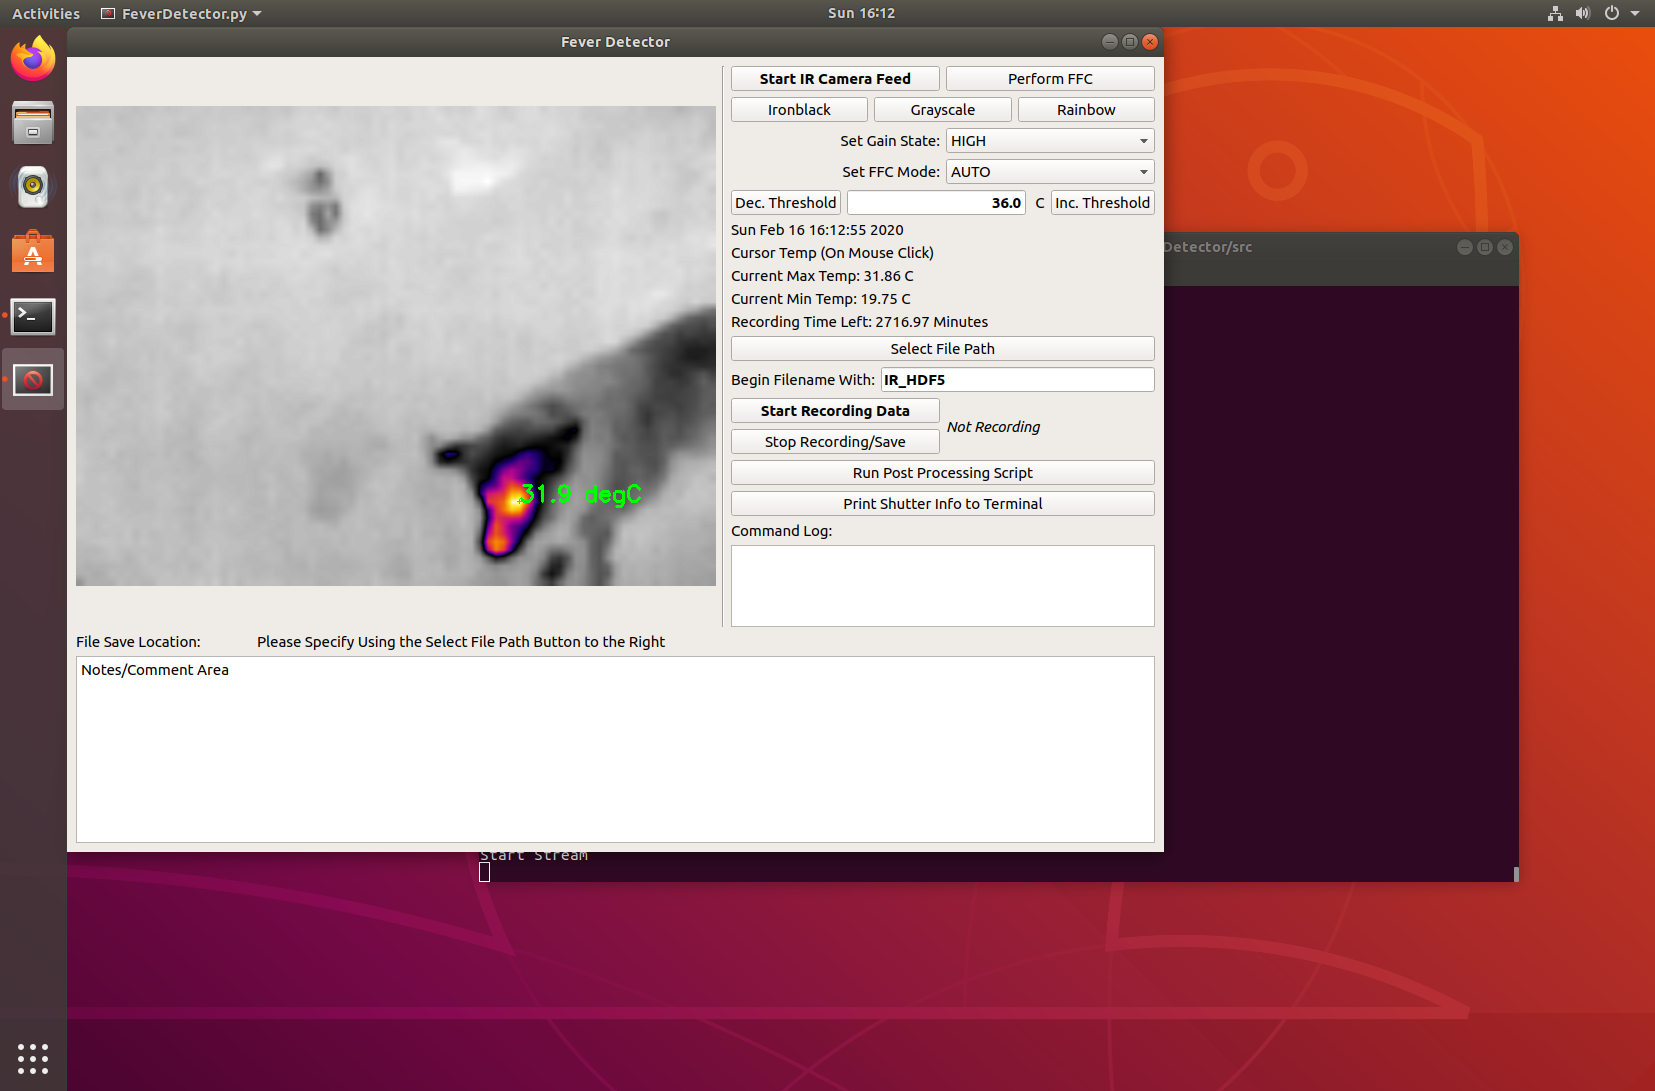 Activities
FeverDetector.py
Sun 16:12
Fever Detector
Start IR Camera Feed
Perform FFC
Ironblack
Grayscale
Rainbow
Set Gain State: HIGH
Set FFC Mode: AUTO
Dec. Threshold 36.0 C Inc. Threshold
Sun Feb 16 16:12:55 2020
Cursor Temp (On Mouse Click)
Current Max Temp: 31.86 C
Current Min Temp: 19.75 C
Recording Time Left: 2716.97 Minutes
Select File Path
Begin Filename With: IR_HDF5
Start Recording Data
Not Recording
Stop Recording/Save
Run Post Processing Script
Print Shutter Info to Terminal
Command Log:
31.9 degC
File Save Location: Please Specify Using the Select File Path Button to the Right
Notes/Comment Area
Detector/src
Start Stream